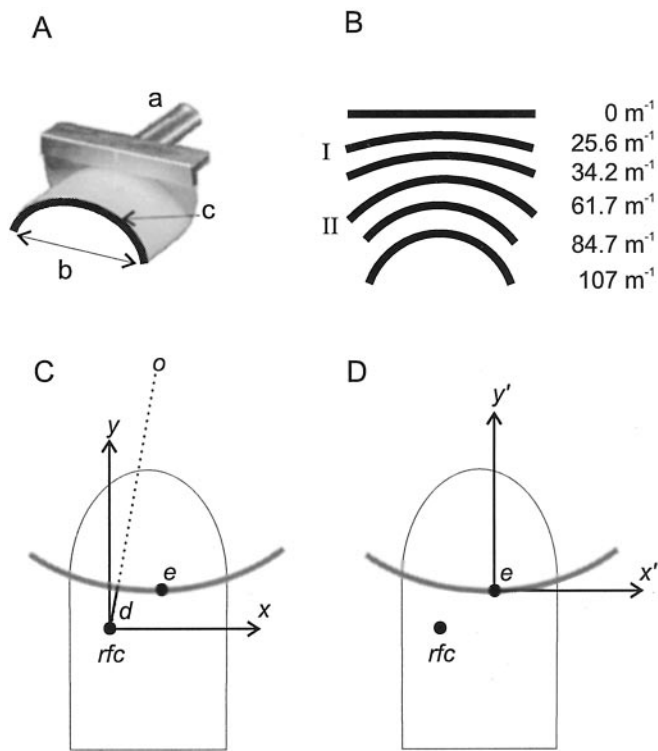 A
a
c
b
B
0 m⁻¹
I
25.6 m⁻¹
34.2 m⁻¹
61.7 m⁻¹
II
84.7 m⁻¹
107 m⁻¹
C
o
y
e
d
x
rfc
D
y'
e
x'
rfc